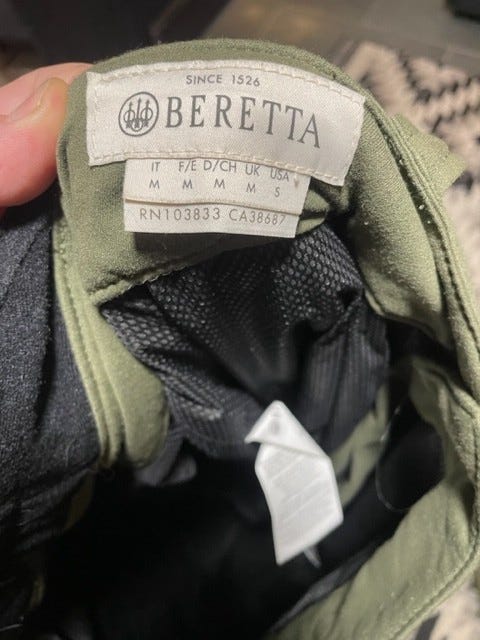 SINCE 1526
BERETTA
IT F/E D/CH UK USA
M M M M S
RN103833 CA38687